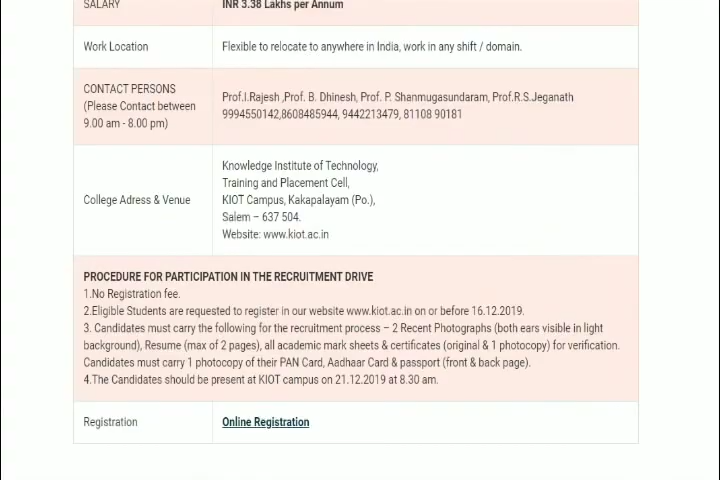 SALARY
INR 3.38 Lakhs per Annum
Work Location
Flexible to relocate to anywhere in India, work in any shift / domain.
CONTACT PERSONS
(Please Contact between
9.00 am - 8.00 pm)
Prof.I.Rajesh ,Prof. B. Dhinesh, Prof. P. Shanmugasundaram, Prof.R.S.Jeganath
9994550142,8608485944, 9442213479, 81108 90181
College Adress & Venue
Knowledge Institute of Technology,
Training and Placement Cell,
KIOT Campus, Kakapalayam (Po.),
Salem – 637 504.
Website: www.kiot.ac.in
PROCEDURE FOR PARTICIPATION IN THE RECRUITMENT DRIVE
1.No Registration fee.
2.Eligible Students are requested to register in our website www.kiot.ac.in on or before 16.12.2019.
3. Candidates must carry the following for the recruitment process – 2 Recent Photographs (both ears visible in light
background), Resume (max of 2 pages), all academic mark sheets & certificates (original & 1 photocopy) for verification.
Candidates must carry 1 photocopy of their PAN Card, Aadhaar Card & passport (front & back page).
4.The Candidates should be present at KIOT campus on 21.12.2019 at 8.30 am.
Registration
Online Registration